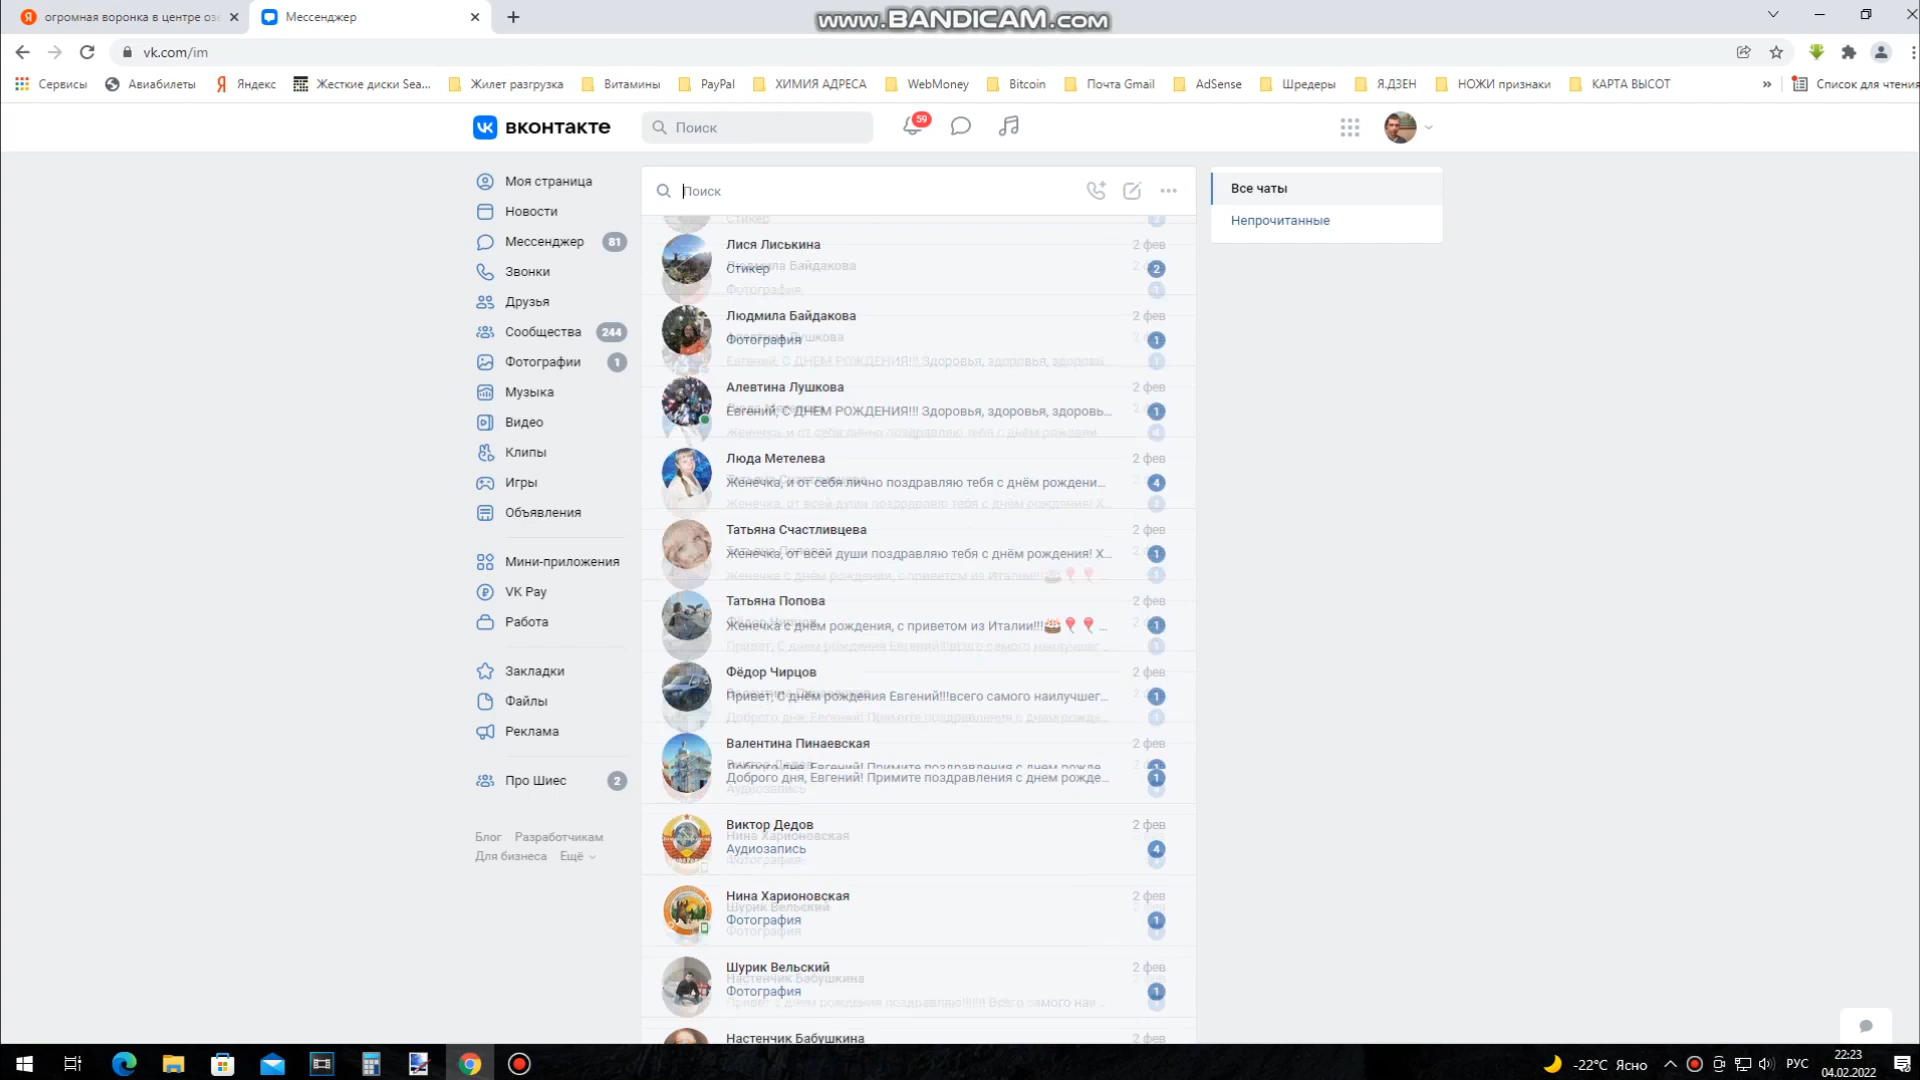 огромная воронка в центре озе
Мессенджер
www.BANDICAM.com
vk.com/im
Сервисы
Авиабилеты
Яндекс
Жесткие диски Sea...
Жилет разгрузка
Витамины
PayPal
ХИМИЯ АДРЕСА
WebMoney
Bitcoin
Почта Gmail
AdSense
Шредеры
Я.ДЗЕН
НОЖИ признаки
КАРТА ВЫСОТ
»
Список для чтения
ВКОНТАКТЕ
Поиск
59
Моя страница
Новости
Мессенджер 81
Звонки
Друзья
Сообщества 244
Фотографии 1
Музыка
Видео
Клипы
Игры
Объявления
Мини-приложения
VK Pay
Работа
Закладки
Файлы
Реклама
Про Шиес 2
Блог Разработчикам
Для бизнеса Ещё
Поиск
Лися Лиськина 2 фев
Стикер 2
Людмила Байдакова 2 фев
Фотография 1
Алевтина Лушкова 2 фев
Евгений, С ДНЕМ РОЖДЕНИЯ!!! Здоровья, здоровья, здоровь... 1
Люда Метелева 2 фев
Женечка, и от себя лично поздравляю тебя с днём рождени... 4
Татьяна Счастливцева 2 фев
Женечка, от всей души поздравляю тебя с днём рождения! Х... 1
Татьяна Попова 2 фев
Женечка с днём рождения, с приветом из Италии!!!🎂🎈🎈 ... 1
Фёдор Чирцов 2 фев
Привет, С днём рождения Евгений!!!всего самого наилучшег... 1
Валентина Пинаевская 2 фев
Доброго дня, Евгений! Примите поздравления с днем рожде... 1
Виктор Дедов 2 фев
Аудиозапись 4
Нина Харионовская 2 фев
Фотография 1
Шурик Вельский 2 фев
Фотография 1
Настенчик Бабушкина 2 фев
Все чаты
Непрочитанные
-22°C Ясно
РУС
22:23
04.02.2022